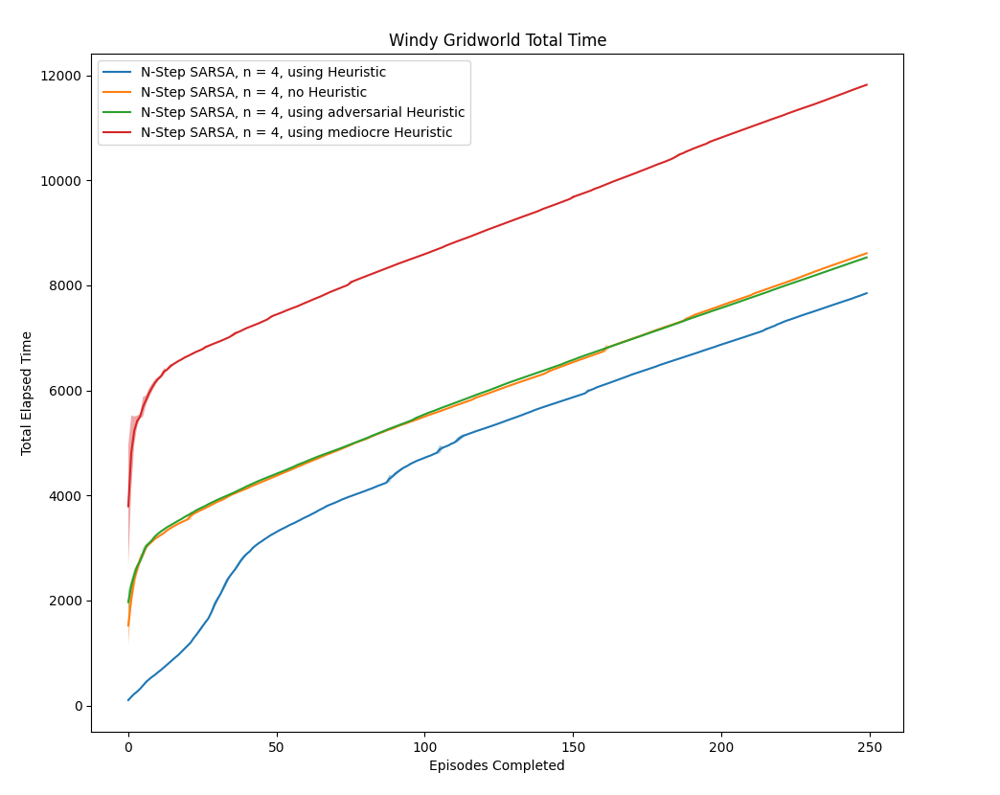 Windy Gridworld Total Time
N-Step SARSA, n = 4, using Heuristic
N-Step SARSA, n = 4, no Heuristic
N-Step SARSA, n = 4, using adversarial Heuristic
N-Step SARSA, n = 4, using mediocre Heuristic
Total Elapsed Time
12000
10000
8000
6000
4000
2000
0
0 50 100 150 200 250
Episodes Completed